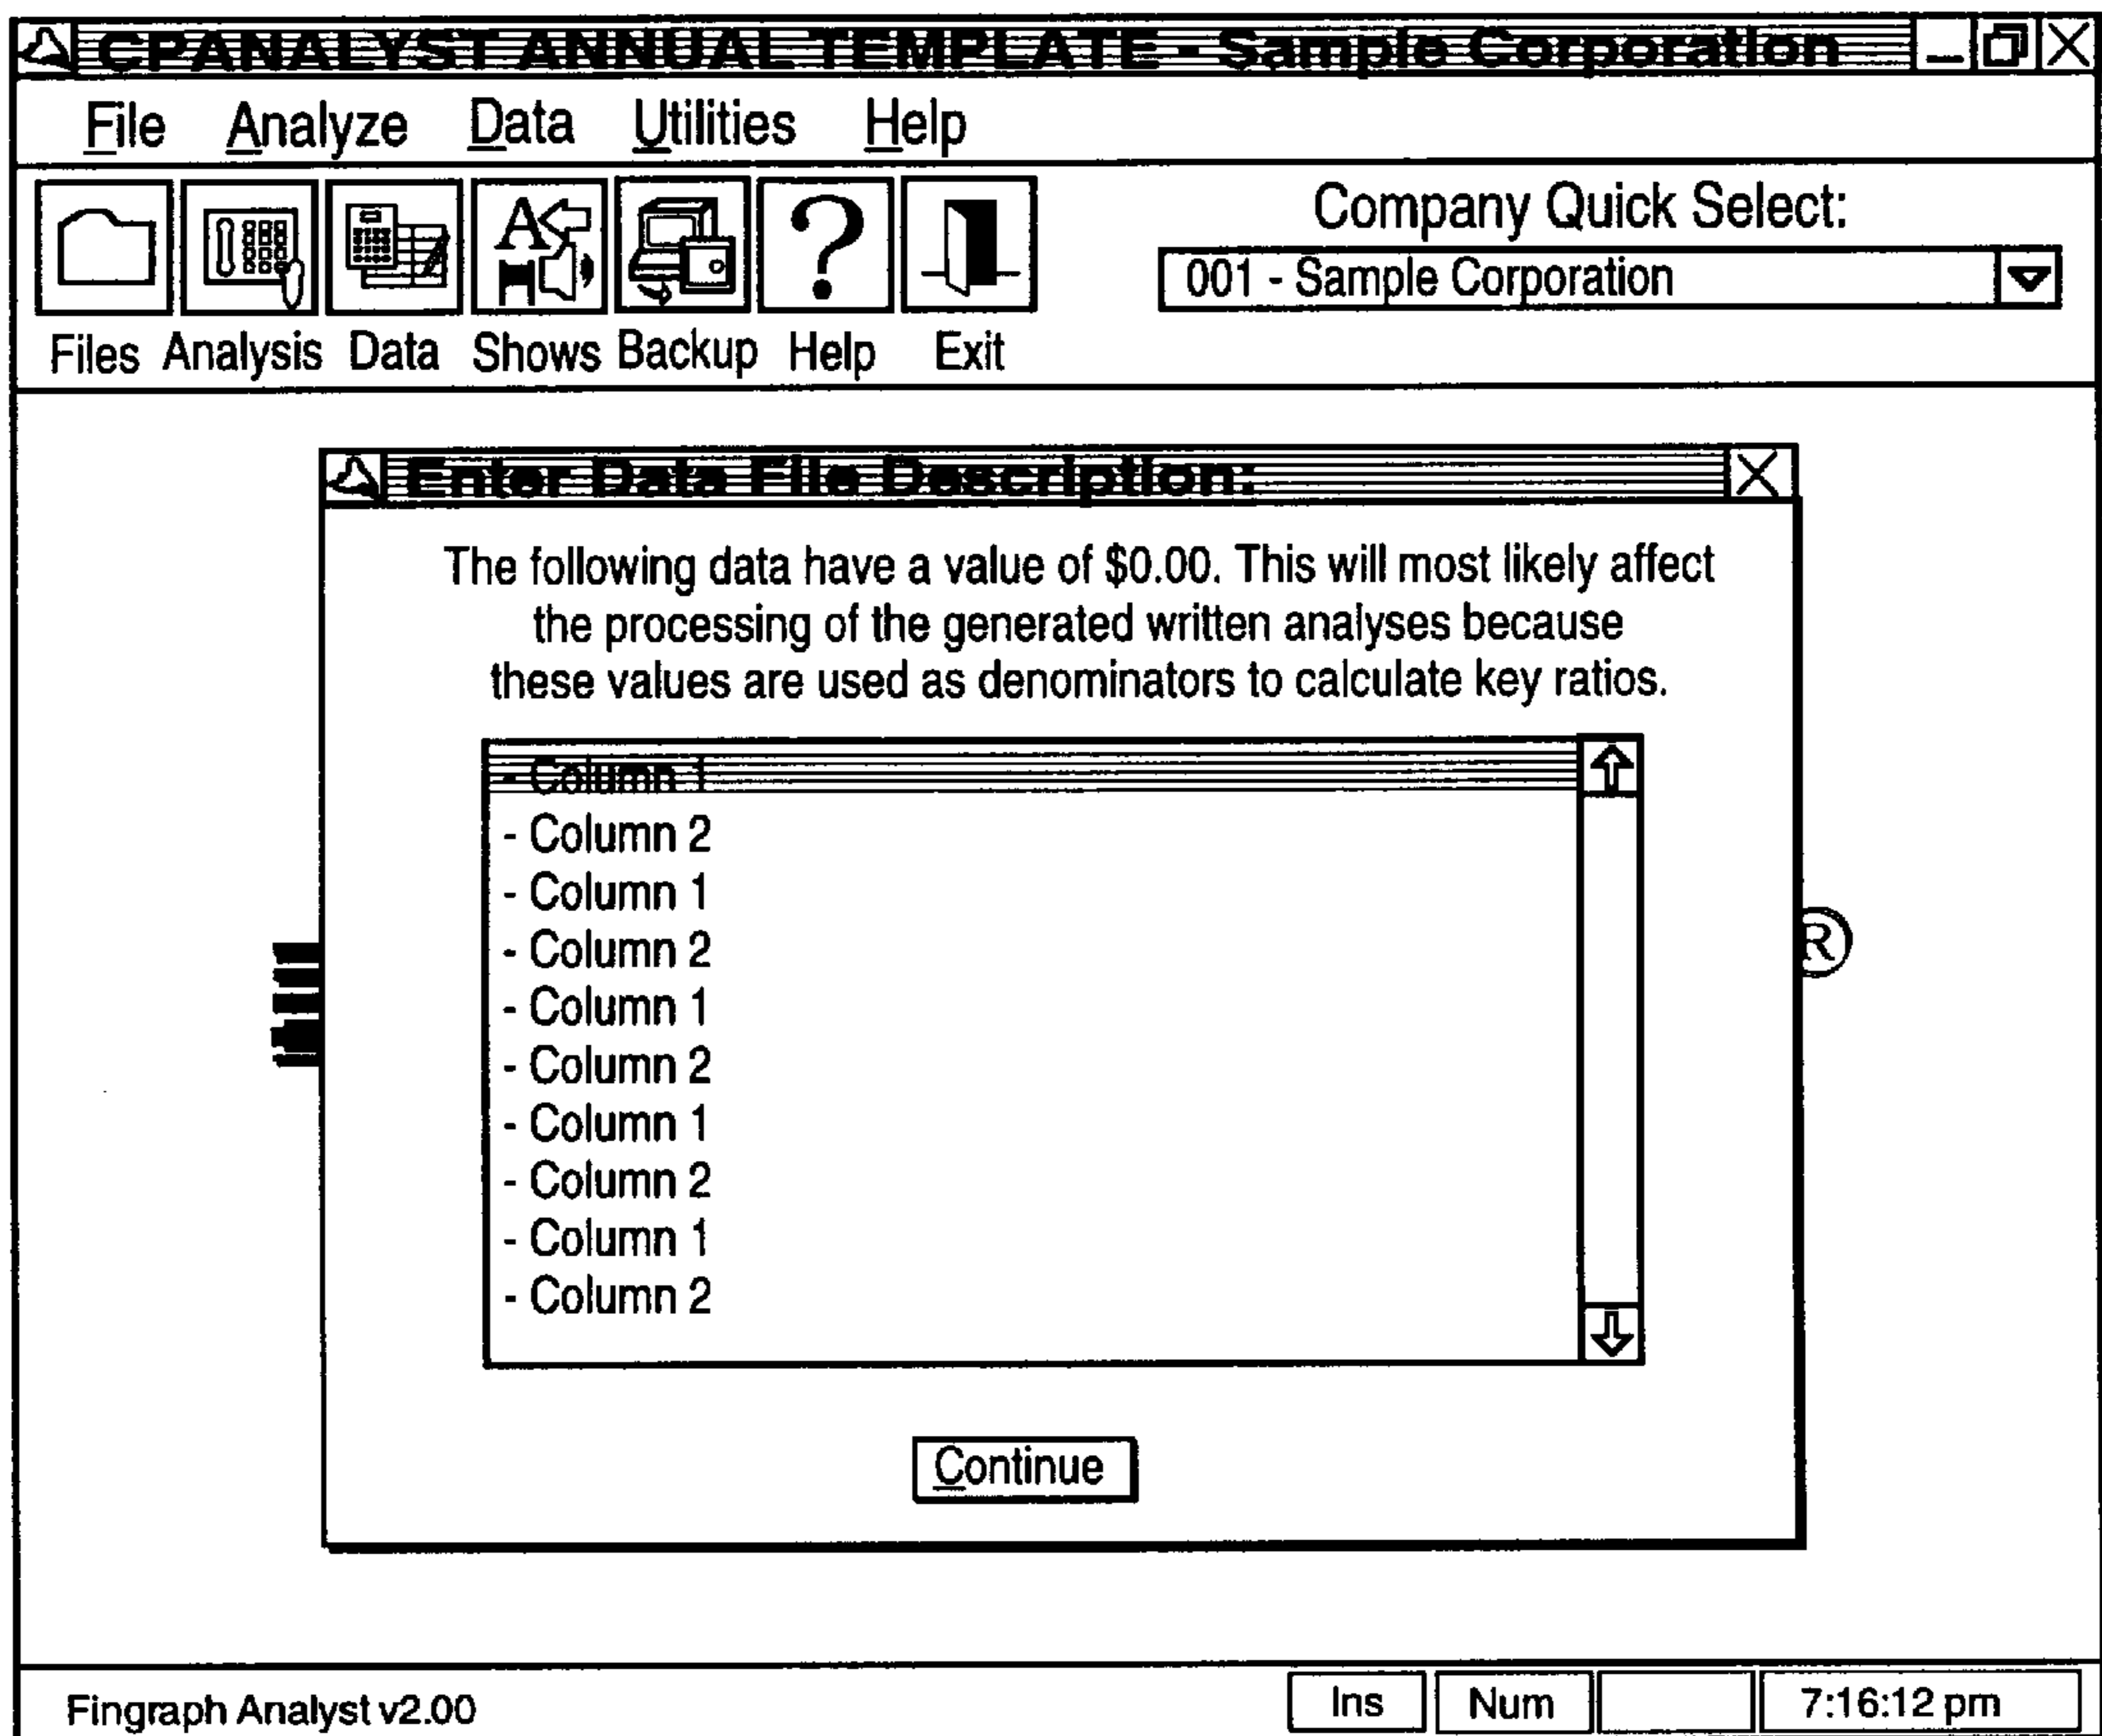 CPANALYST ANNUAL TEMPLATE - Sample Corporation
File Analyze Data Utilities Help
Company Quick Select:
001 - Sample Corporation
Files Analysis Data Shows Backup Help Exit
Enter Data File Description:
The following data have a value of $0.00. This will most likely affect
the processing of the generated written analyses because
these values are used as denominators to calculate key ratios.
- Column 1
- Column 2
- Column 1
- Column 2
- Column 1
- Column 2
- Column 1
- Column 2
- Column 1
- Column 2
®
Continue
Fingraph Analyst v2.00 Ins Num 7:16:12 pm